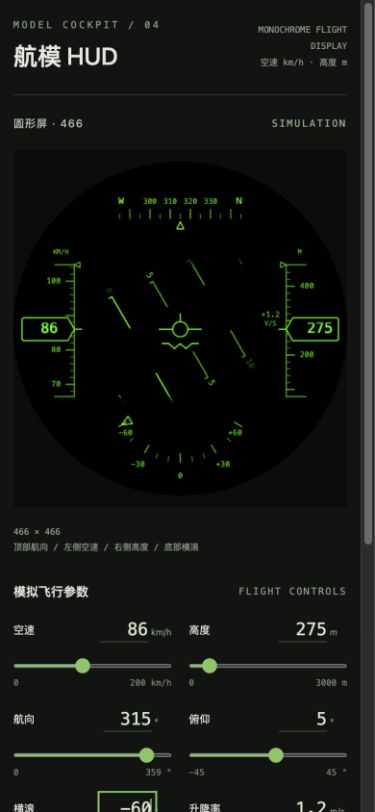 MODEL COCKPIT / 04
航模 HUD
MONOCHROME FLIGHT
DISPLAY
空速 km/h · 高度 m
圆形屏 · 466
SIMULATION
W 300 310 320 330 N
KM/H
M
100
400
5
+1.2
V/S
86
275
80
200
10
70
5
-60
+60
-30
+30
0
466 × 466
顶部航向 / 左侧空速 / 右侧高度 / 底部横滚
模拟飞行参数
FLIGHT CONTROLS
空速 86 km/h
高度 275 m
0 200 km/h
0 3000 m
航向 315 °
俯仰 5 °
0 359 °
−45 45 °
横滚 −60
升降率 1.2 m/s